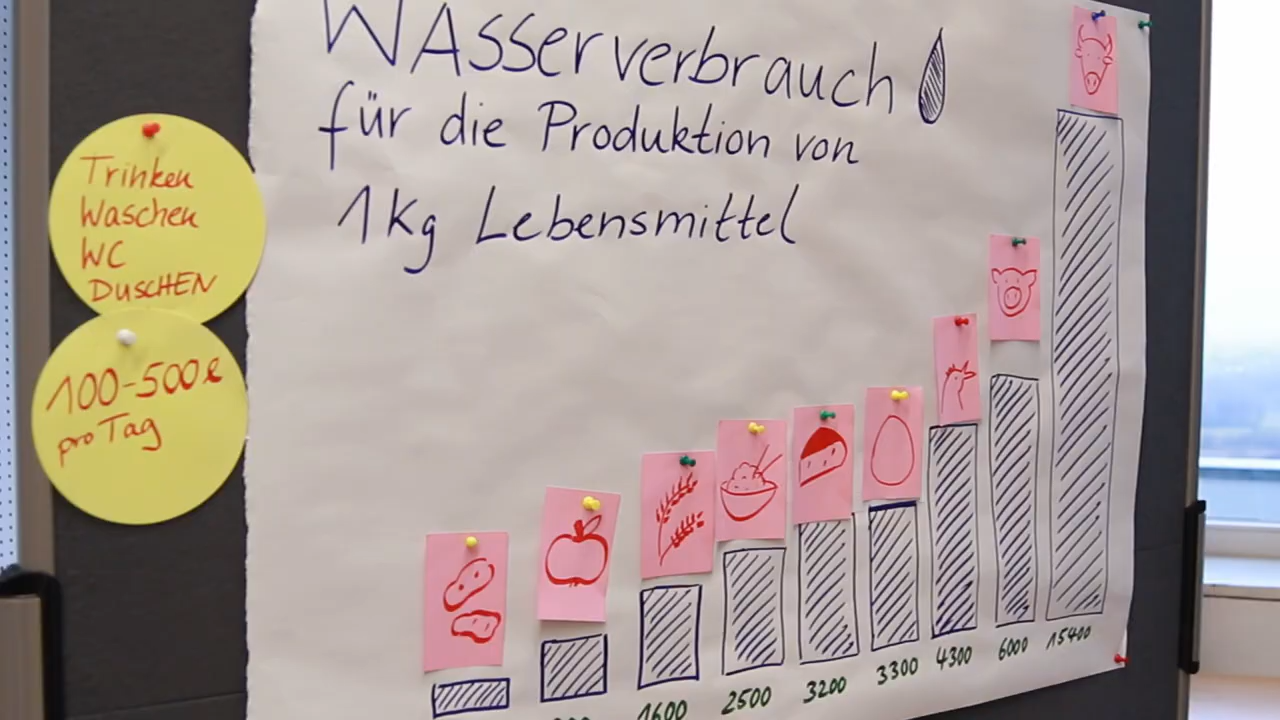 WAsserverbrauch
für die Produktion von
1Kg Lebensmittel
Trinken
Waschen
WC
DUSCHEN
100-500l
pro Tag
1600
2500
3200
3300
4300
6000
15400